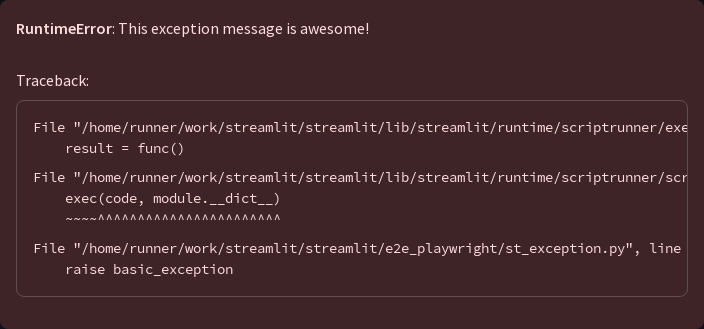 RuntimeError: This exception message is awesome!
Traceback:
File "/home/runner/work/streamlit/streamlit/lib/streamlit/runtime/scriptrunner/exe
    result = func()
File "/home/runner/work/streamlit/streamlit/lib/streamlit/runtime/scriptrunner/scr
    exec(code, module.__dict__)
    ~~~~^^^^^^^^^^^^^^^^^^^^^^^
File "/home/runner/work/streamlit/streamlit/e2e_playwright/st_exception.py", line
    raise basic_exception